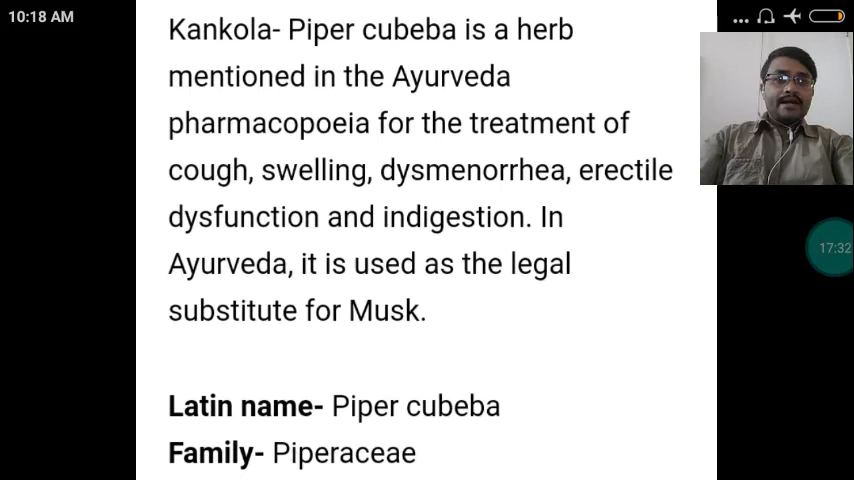 10:18 AM
Kankola- Piper cubeba is a herb
mentioned in the Ayurveda
pharmacopoeia for the treatment of
cough, swelling, dysmenorrhea, erectile
dysfunction and indigestion. In
Ayurveda, it is used as the legal
substitute for Musk.
17:32
Latin name- Piper cubeba
Family- Piperaceae